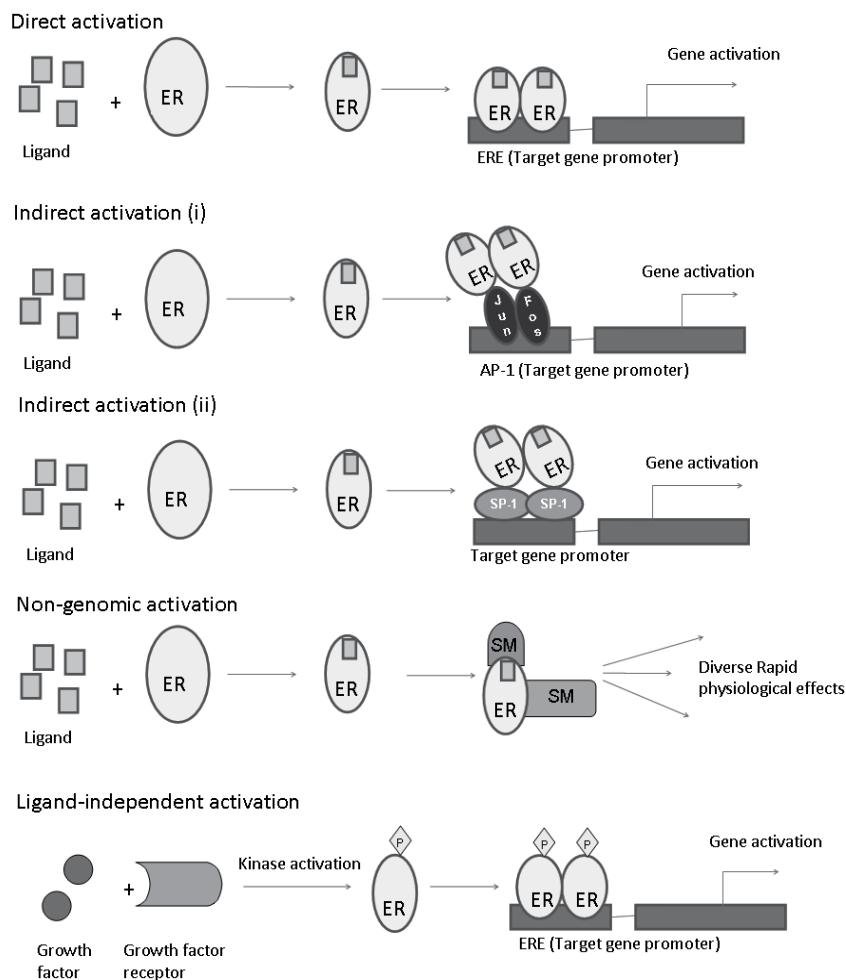 Direct activation
ER
+
Ligand
ER
ER ER
Gene activation
ERE (Target gene promoter)
Indirect activation (i)
ER
+
Ligand
ER
ER ER
Jun Fos
Gene activation
AP-1 (Target gene promoter)
Indirect activation (ii)
ER
+
Ligand
ER
ER ER
SP-1 SP-1
Gene activation
Target gene promoter
Non-genomic activation
ER
+
Ligand
ER
SM
SM
ER
Diverse Rapid
physiological effects
Ligand-independent activation
+
Growth
factor
Growth factor
receptor
Kinase activation
P
ER
P P
ER ER
Gene activation
ERE (Target gene promoter)